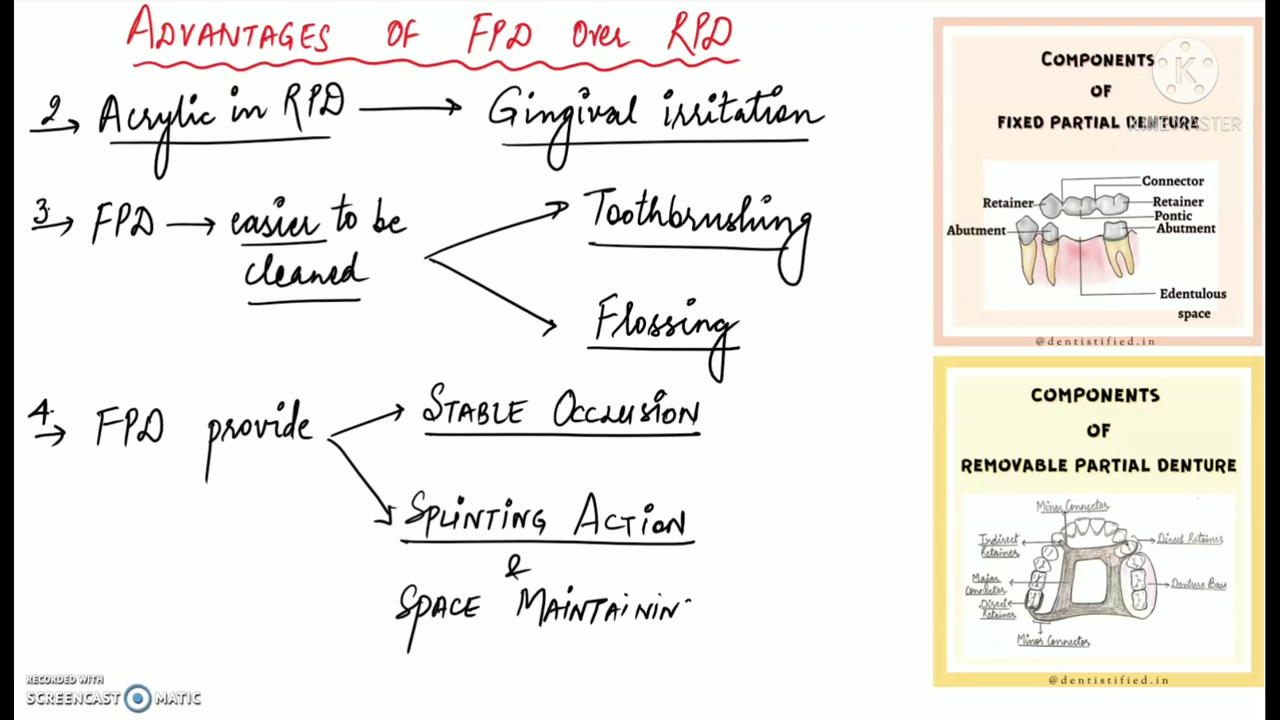 ADVANTAGES OF FPD Over RPD
2. → Acrylic in RPD → Gingival irritation
3. → FPD → easier to be cleaned
Toothbrushing
Flossing
4. → FPD provide
STABLE OCCLUSION
SPLINTING ACTION
&
SPACE MAINTAININ
RECORDED WITH
SCREENCAST MATIC
COMPONENTS
OF
FIXED PARTIAL DENTURE
KINEMASTER
Connector
Retainer
Retainer
Pontic
Abutment
Abutment
Edentulous
space
@dentistified.in
COMPONENTS
OF
REMOVABLE PARTIAL DENTURE
Minor Connector
Indirect
Retainer
Direct Retainer
Major
Connector
Denture Base
Direct
Retainer
Minor Connector
@dentistified.in